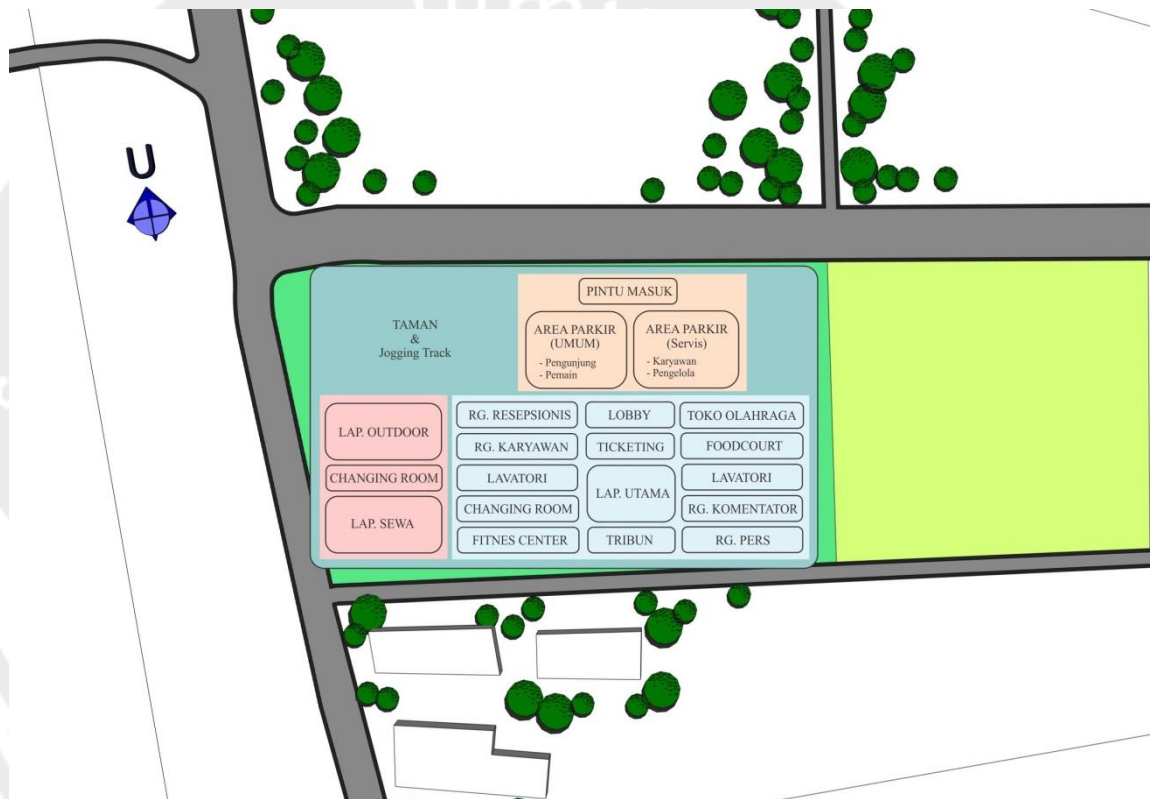 U
PINTU MASUK
TAMAN
&
Jogging Track
AREA PARKIR
(UMUM)
- Pengunjung
- Pemain
AREA PARKIR
(Servis)
- Karyawan
- Pengelola
LAP. OUTDOOR
CHANGING ROOM
LAP. SEWA
RG. RESEPSIONIS
LOBBY
TOKO OLAHRAGA
RG. KARYAWAN
TICKETING
FOODCOURT
LAVATORI
LAP. UTAMA
LAVATORI
CHANGING ROOM
RG. KOMENTATOR
FITNES CENTER
TRIBUN
RG. PERS